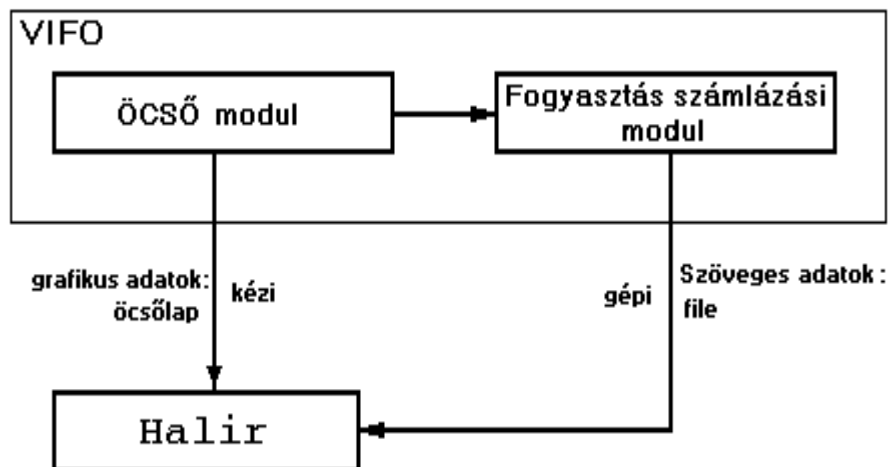 VIFO
ÖCSŐ modul
Fogyasztás számlázási
modul
grafikus adatok:
öcsőlap
kézi
gépi
Szöveges adatok :
file
Halir